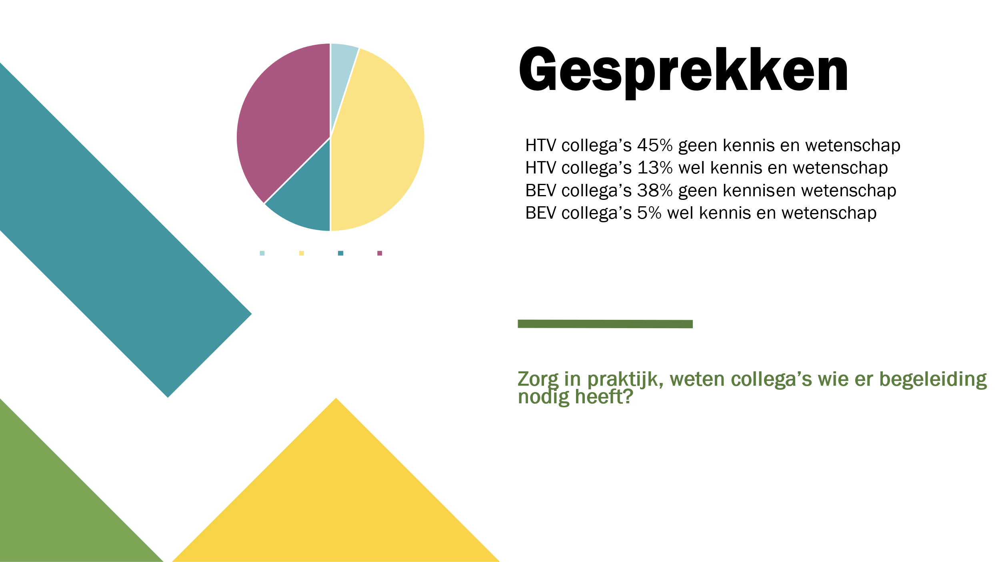 Gesprekken
HTV collega’s 45% geen kennis en wetenschap
HTV collega’s 13% wel kennis en wetenschap
BEV collega’s 38% geen kennisen wetenschap
BEV collega’s 5% wel kennis en wetenschap
Zorg in praktijk, weten collega’s wie er begeleiding
nodig heeft?